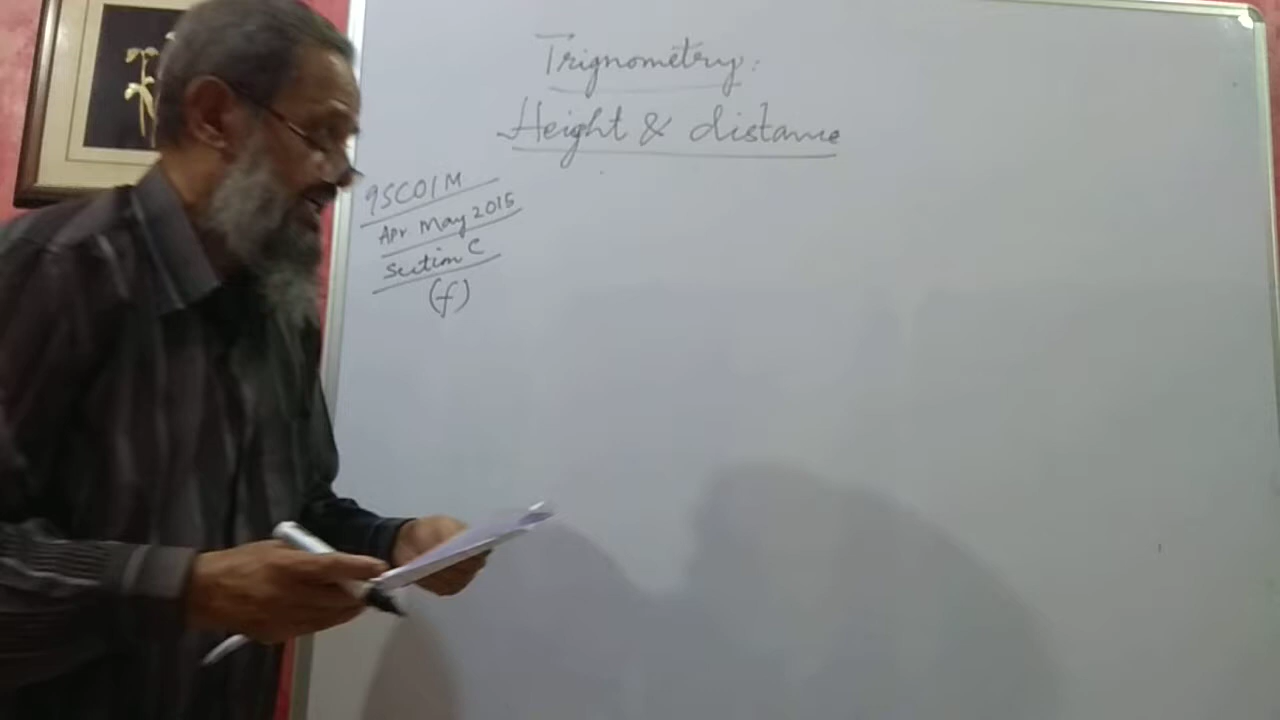 Trignometry:
Height & distance
9SC01M
Apr May 2015
Section C
(f)